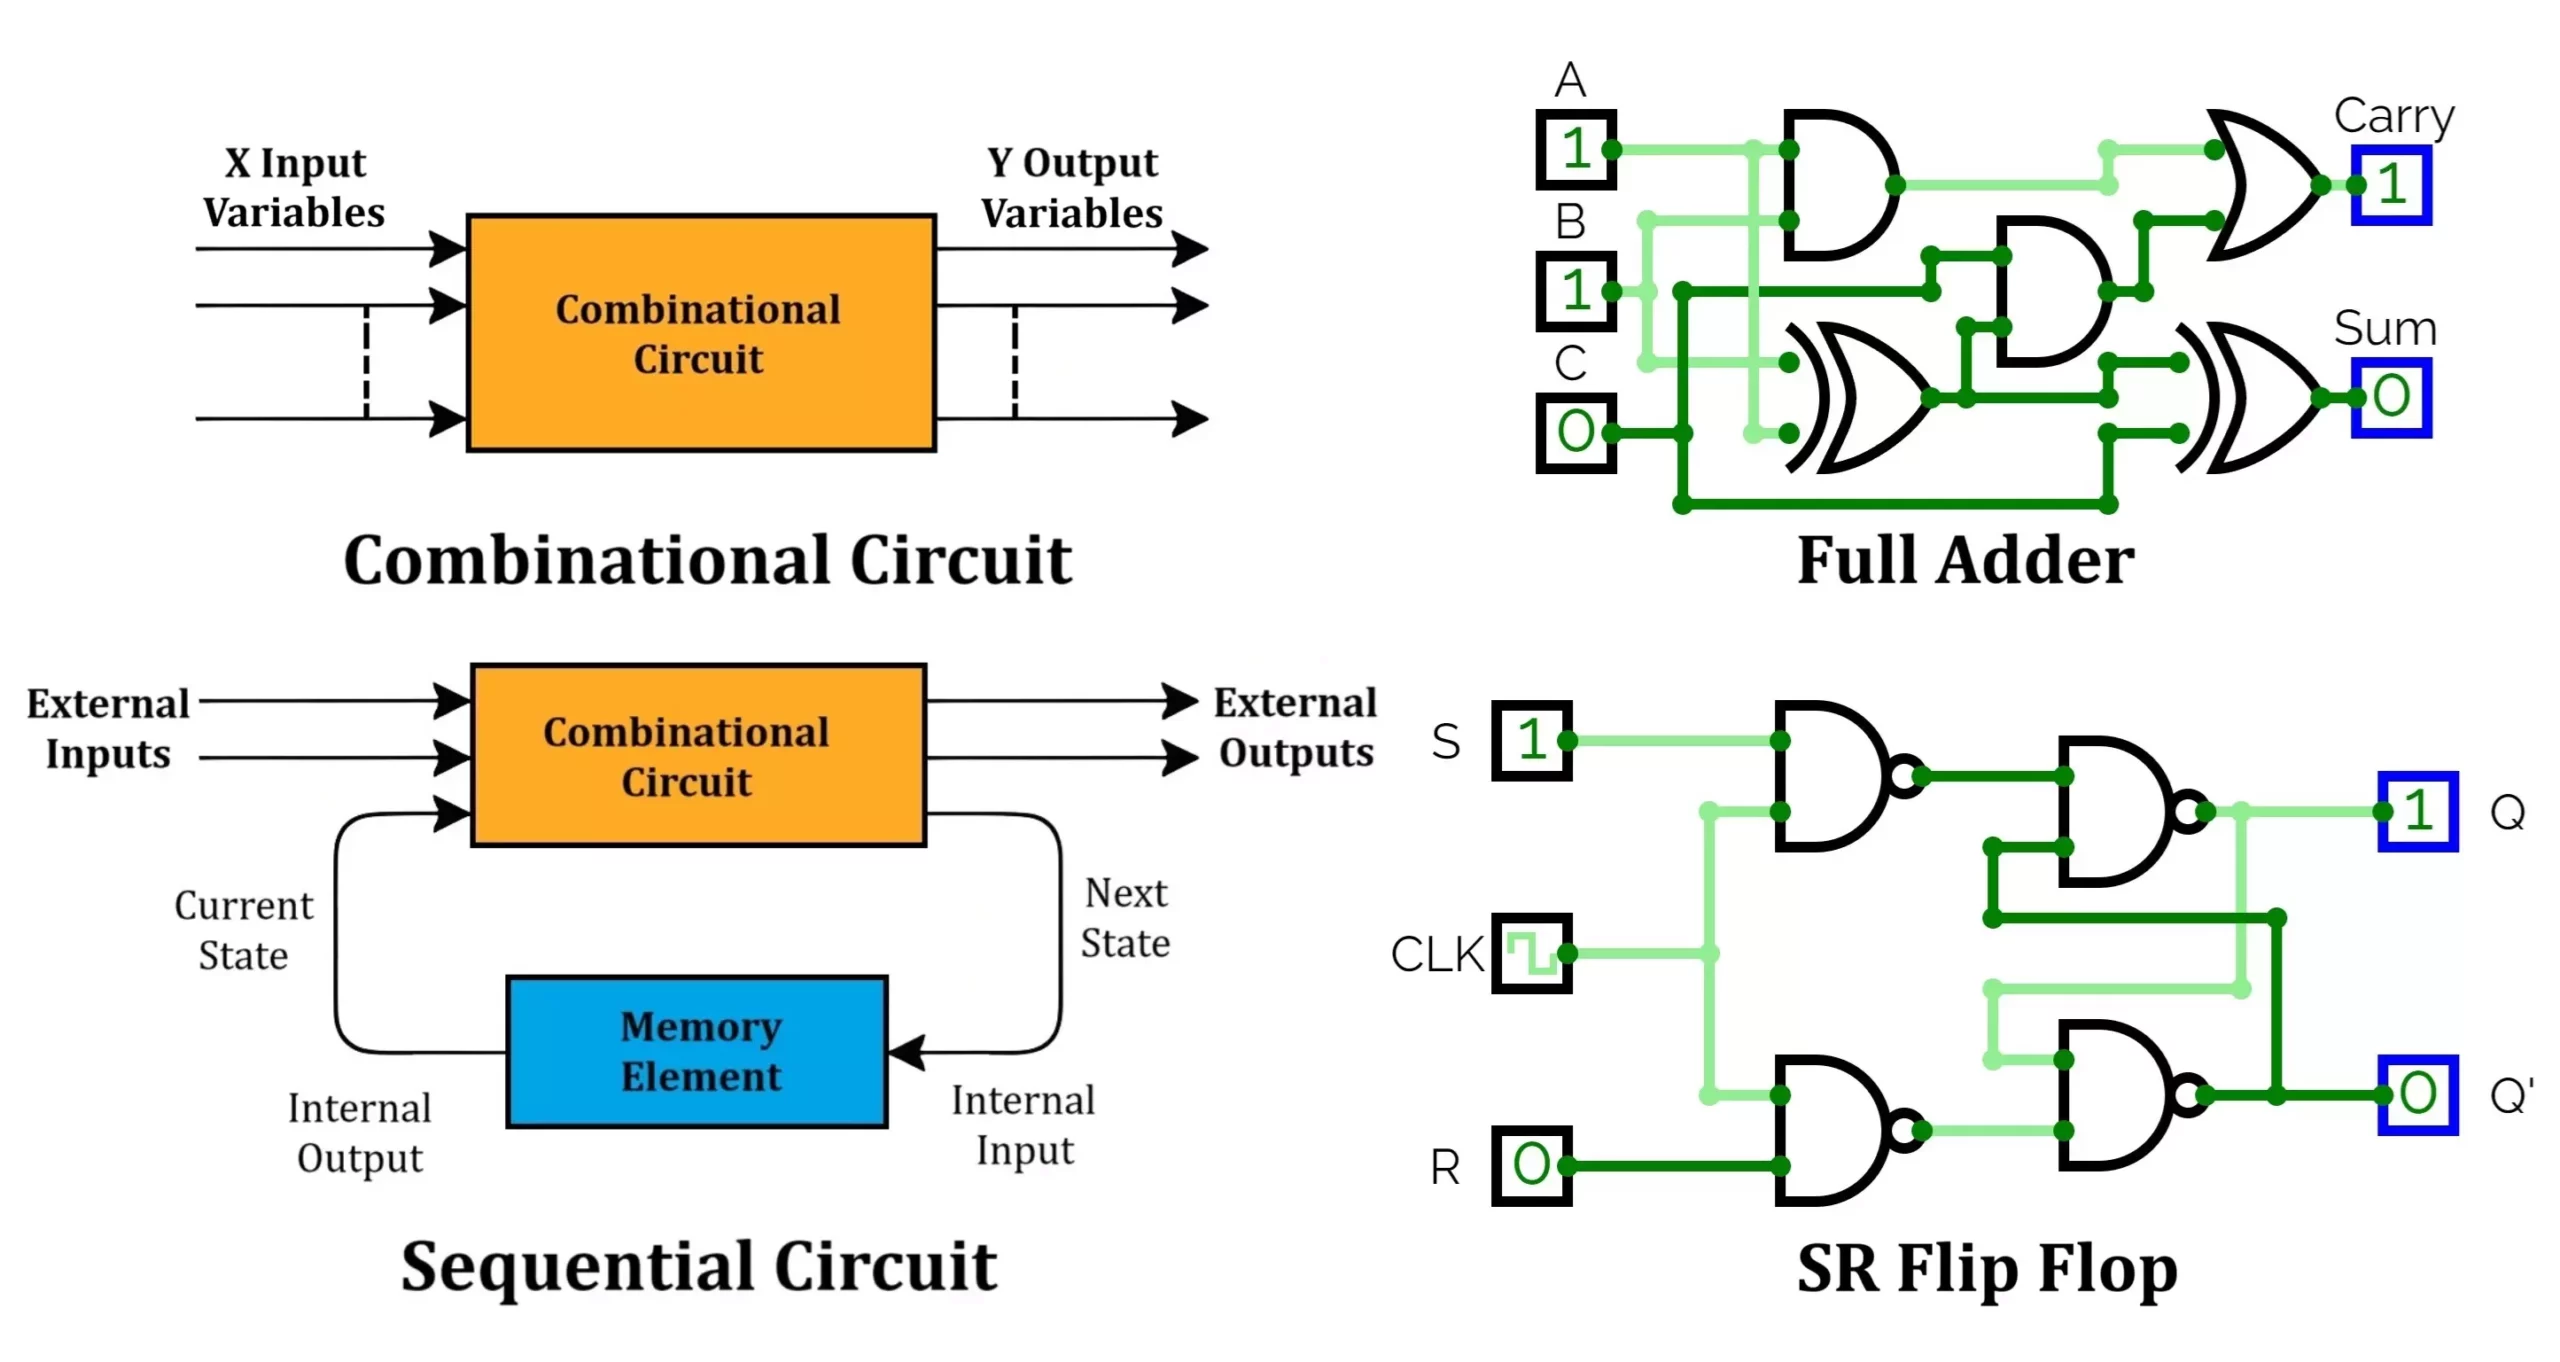 X Input
Variables
Y Output
Variables
Combinational
Circuit
Combinational Circuit
A
1
B
1
C
0
Carry
1
Sum
0
Full Adder
External
Inputs
Combinational
Circuit
External
Outputs
Current
State
Next
State
Memory
Element
Internal
Output
Internal
Input
Sequential Circuit
S
1
CLK
R
0
1
Q
0
Q'
SR Flip Flop